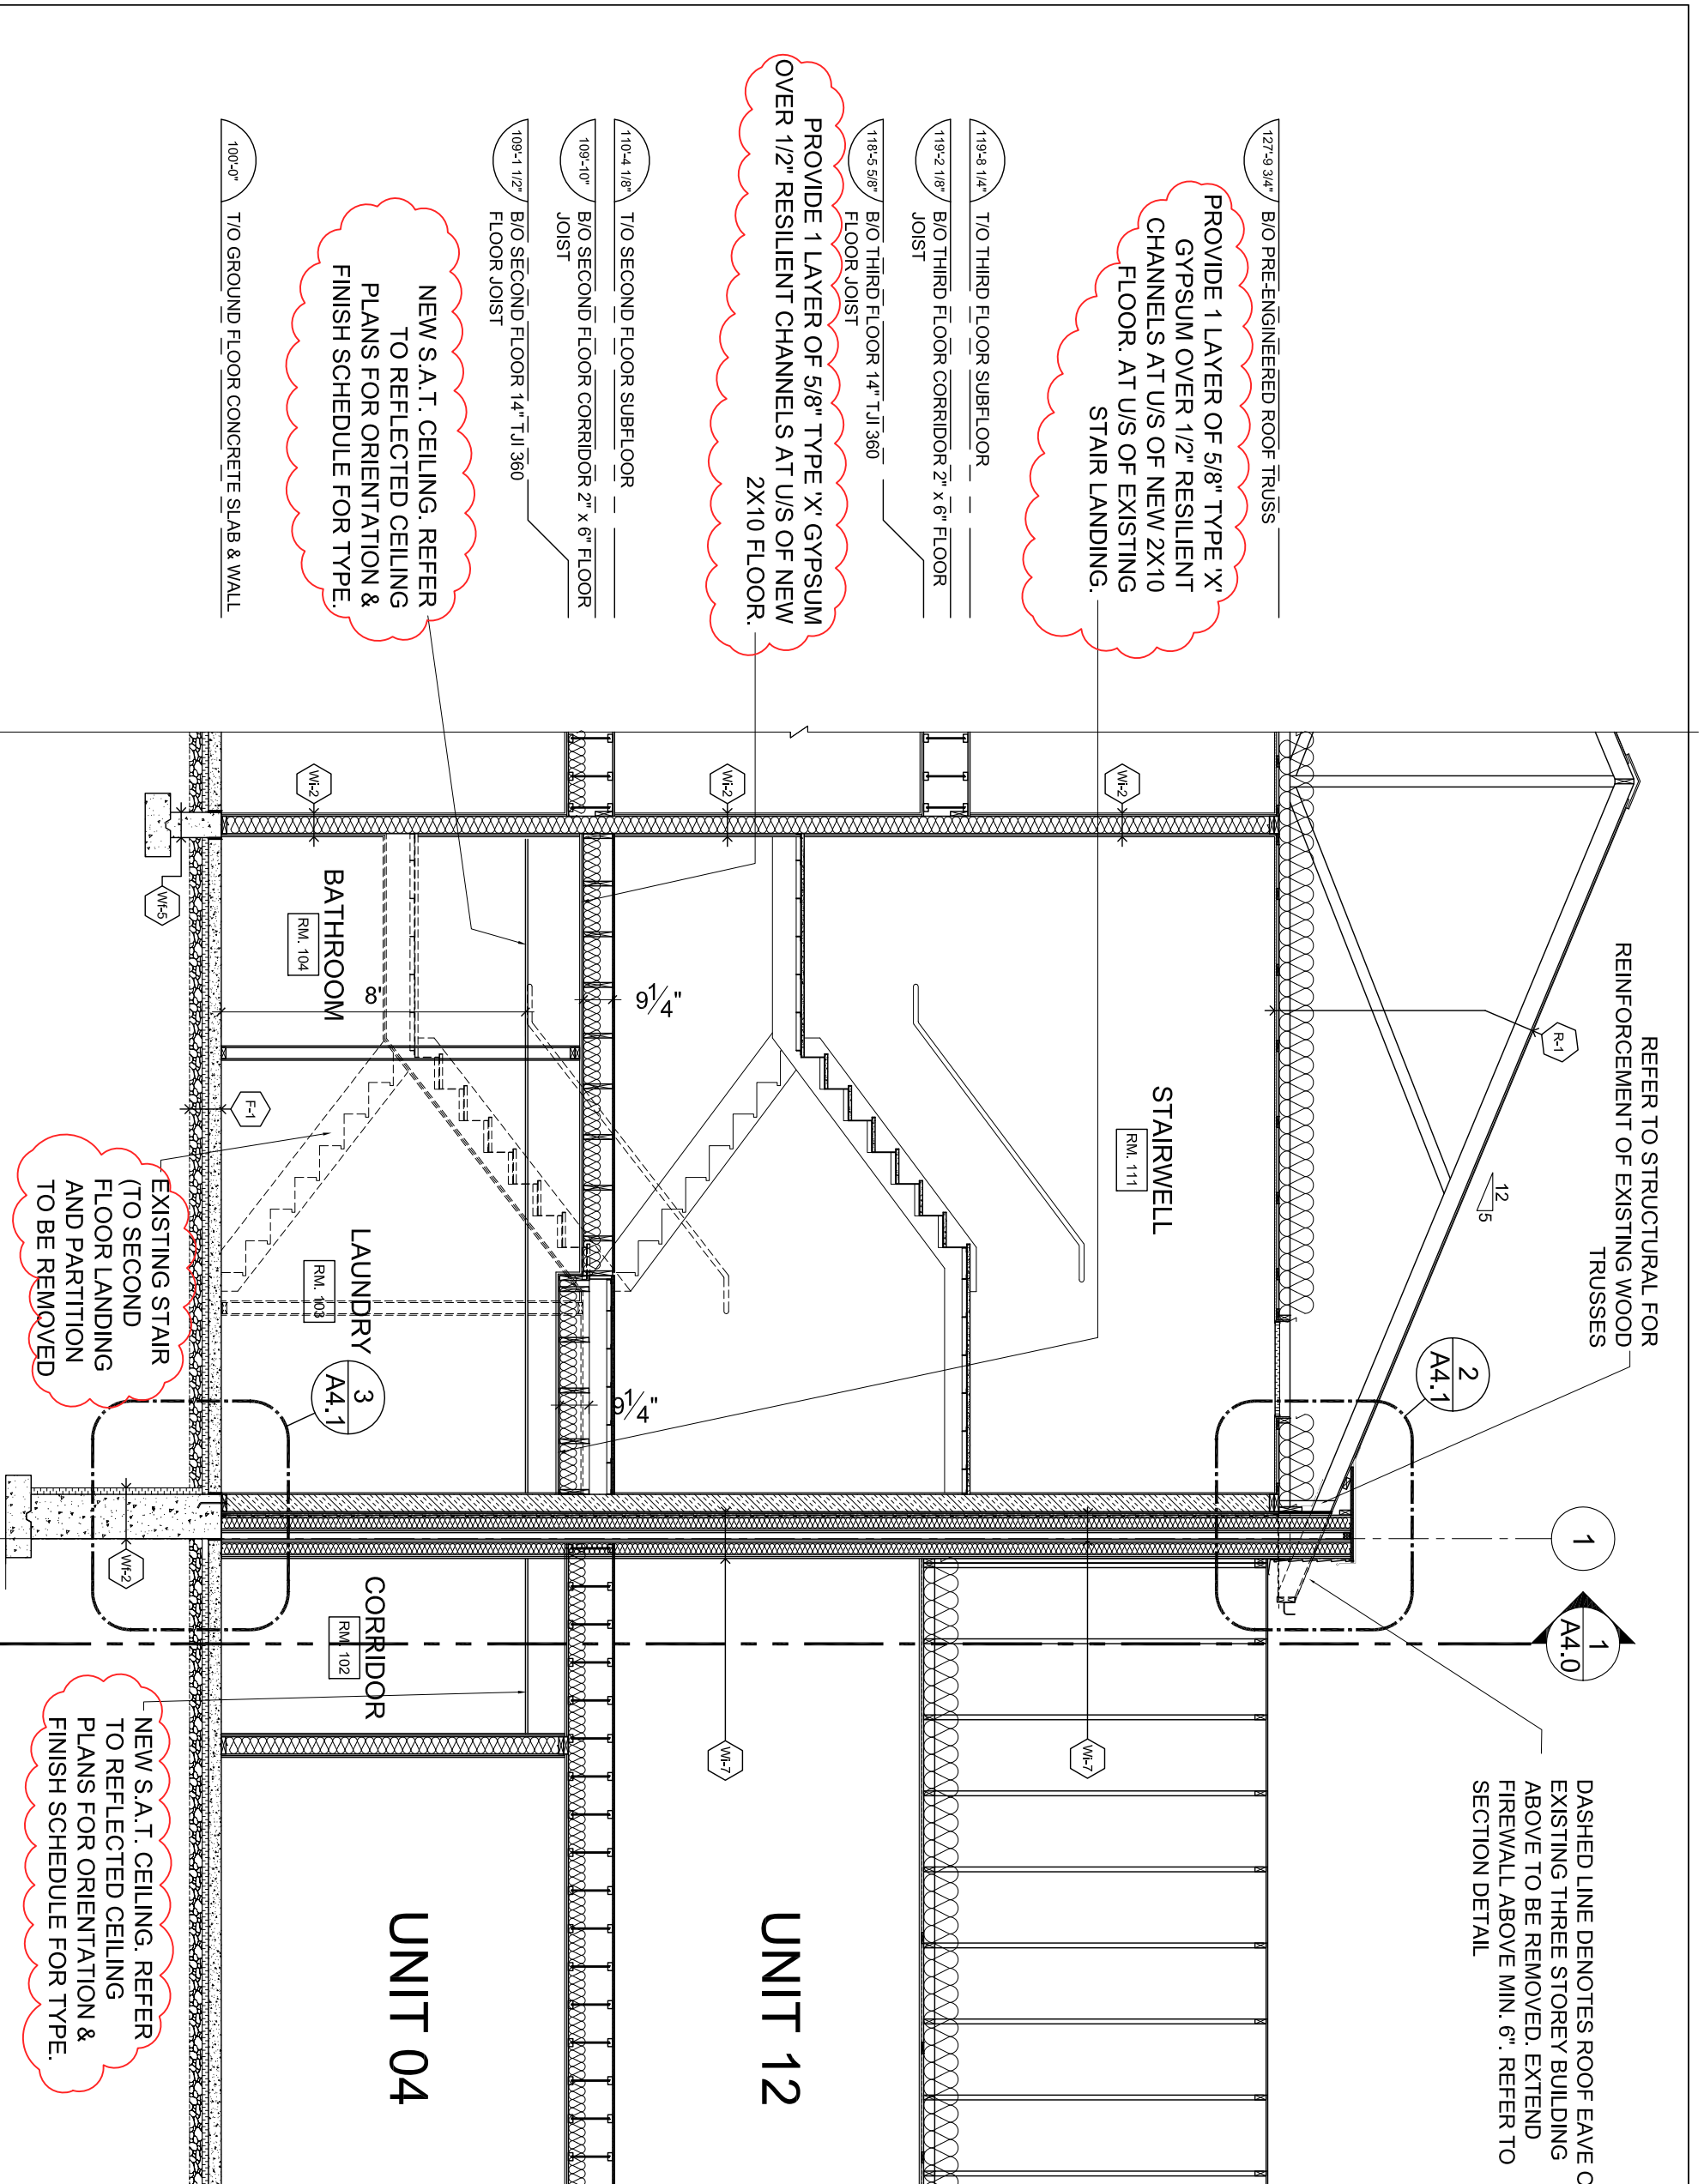 127'-9 3/4"
B/O PRE-ENGINEERED ROOF TRUSS
PROVIDE 1 LAYER OF 5/8" TYPE 'X'
GYPSUM OVER 1/2" RESILIENT
CHANNELS AT U/S OF NEW 2X10
FLOOR. AT U/S OF EXISTING
STAIR LANDING.
119'-8 1/4"
T/O THIRD FLOOR SUBFLOOR
119'-2 1/8"
B/O THIRD FLOOR CORRIDOR 2" x 6" FLOOR
JOIST
118'-5 5/8"
B/O THIRD FLOOR 14" TJI 360
FLOOR JOIST
PROVIDE 1 LAYER OF 5/8" TYPE 'X' GYPSUM
OVER 1/2" RESILIENT CHANNELS AT U/S OF NEW
2X10 FLOOR.
110'-4 1/8"
T/O SECOND FLOOR SUBFLOOR
109'-10"
B/O SECOND FLOOR CORRIDOR 2" x 6" FLOOR
JOIST
109'-1 1/2"
B/O SECOND FLOOR 14" TJI 360
FLOOR JOIST
NEW S.A.T. CEILING. REFER
TO REFLECTED CEILING
PLANS FOR ORIENTATION &
FINISH SCHEDULE FOR TYPE.
100'-0"
T/O GROUND FLOOR CONCRETE SLAB & WALL
Wi-2
Wi-2
Wi-2
Wf-5
BATHROOM
RM. 104
8'
9 1/4"
F-1
R-1
STAIRWELL
RM. 111
12
5
REFER TO STRUCTURAL FOR
REINFORCEMENT OF EXISTING WOOD
TRUSSES
LAUNDRY
RM. 103
9 1/4"
EXISTING STAIR
(TO SECOND
FLOOR LANDING
AND PARTITION
TO BE REMOVED
2
A4.1
3
A4.1
Wf-2
1
1
A4.0
CORRIDOR
RM. 102
Wi-7
Wi-7
NEW S.A.T. CEILING. REFER
TO REFLECTED CEILING
PLANS FOR ORIENTATION &
FINISH SCHEDULE FOR TYPE.
DASHED LINE DENOTES ROOF EAVE
EXISTING THREE STOREY BUILDING
ABOVE TO BE REMOVED. EXTEND
FIREWALL ABOVE MIN. 6". REFER TO
SECTION DETAIL
UNIT 12
UNIT 04